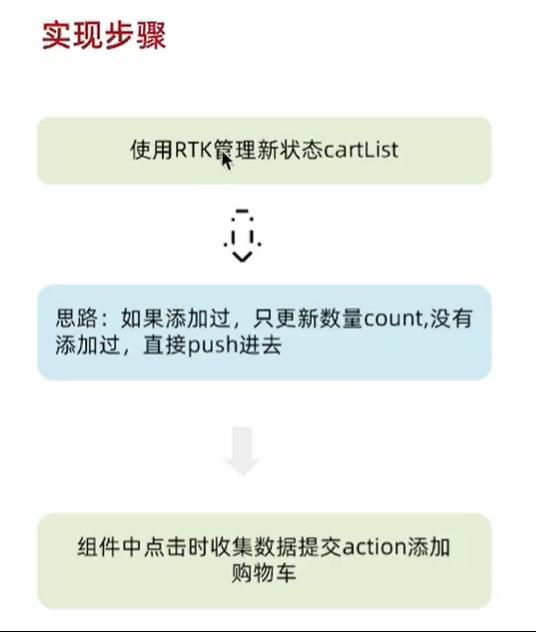 实现步骤
使用RTK管理新状态cartList
思路：如果添加过，只更新数量count,没有
添加过，直接push进去
组件中点击时收集数据提交action添加
购物车